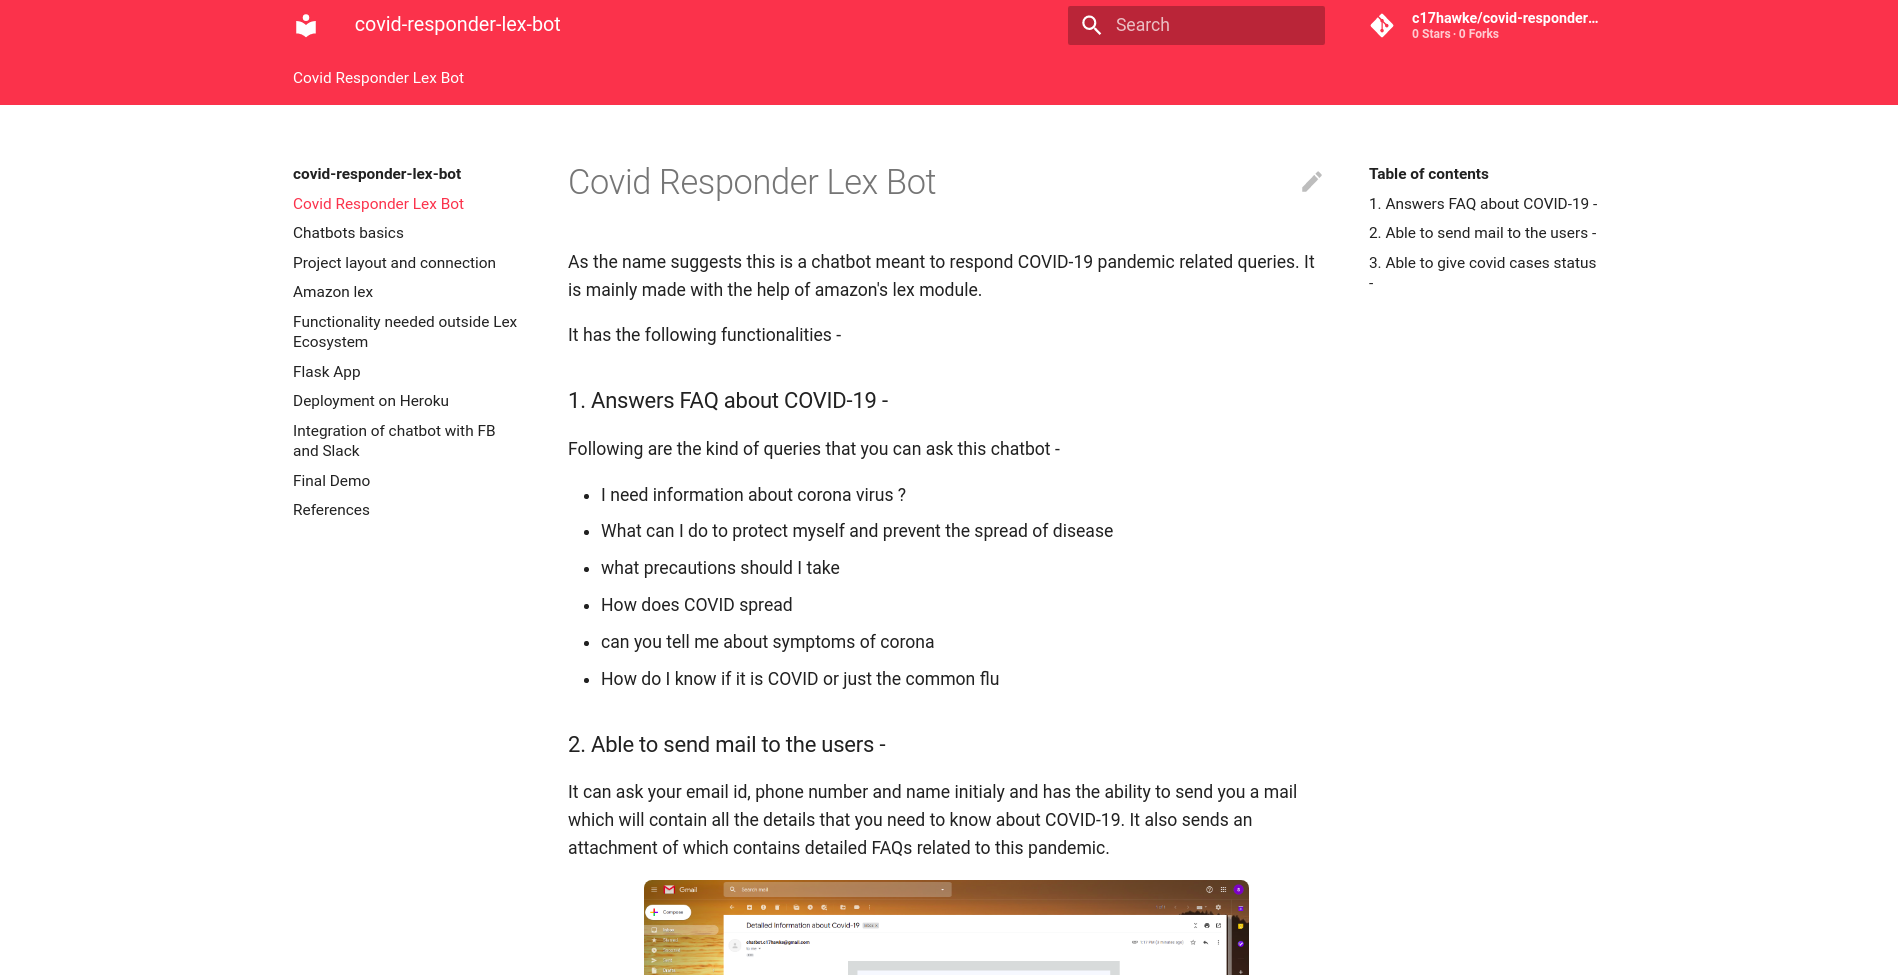 covid-responder-lex-bot
Search
c17hawke/covid-responder...
0 Stars · 0 Forks
Covid Responder Lex Bot
covid-responder-lex-bot
Covid Responder Lex Bot
Chatbots basics
Project layout and connection
Amazon lex
Functionality needed outside Lex
Ecosystem
Flask App
Deployment on Heroku
Integration of chatbot with FB
and Slack
Final Demo
References
Covid Responder Lex Bot
As the name suggests this is a chatbot meant to respond COVID-19 pandemic related queries. It
is mainly made with the help of amazon's lex module.
It has the following functionalities -
1. Answers FAQ about COVID-19 -
Following are the kind of queries that you can ask this chatbot -
• I need information about corona virus ?
• What can I do to protect myself and prevent the spread of disease
• what precautions should I take
• How does COVID spread
• can you tell me about symptoms of corona
• How do I know if it is COVID or just the common flu
2. Able to send mail to the users -
It can ask your email id, phone number and name initialy and has the ability to send you a mail
which will contain all the details that you need to know about COVID-19. It also sends an
attachment of which contains detailed FAQs related to this pandemic.
Gmail
Search mail
Compose
Detailed information about Covid-19
chatbot.c17hawke@gmail.com
Table of contents
1. Answers FAQ about COVID-19 -
2. Able to send mail to the users -
3. Able to give covid cases status
-